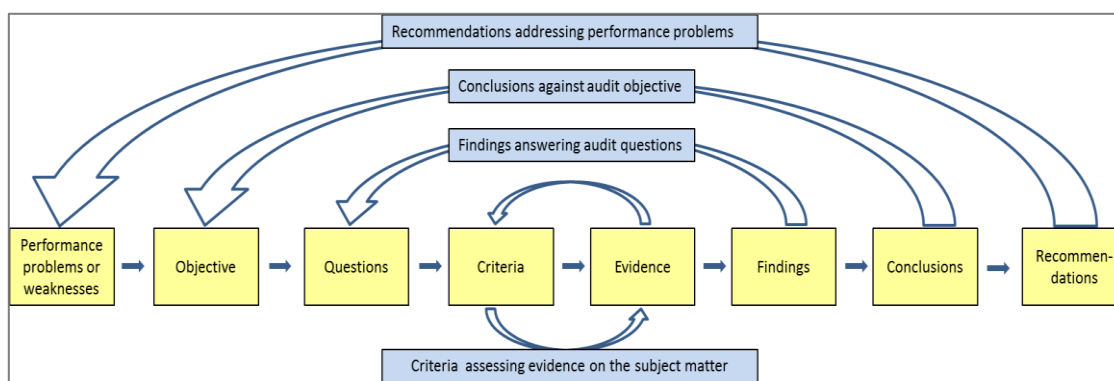 Recommendations addressing performance problems
Conclusions against audit objective
Findings answering audit questions
Performance
problems or
weaknesses
Objective
Questions
Criteria
Evidence
Findings
Conclusions
Recommen-
dations
Criteria assessing evidence on the subject matter